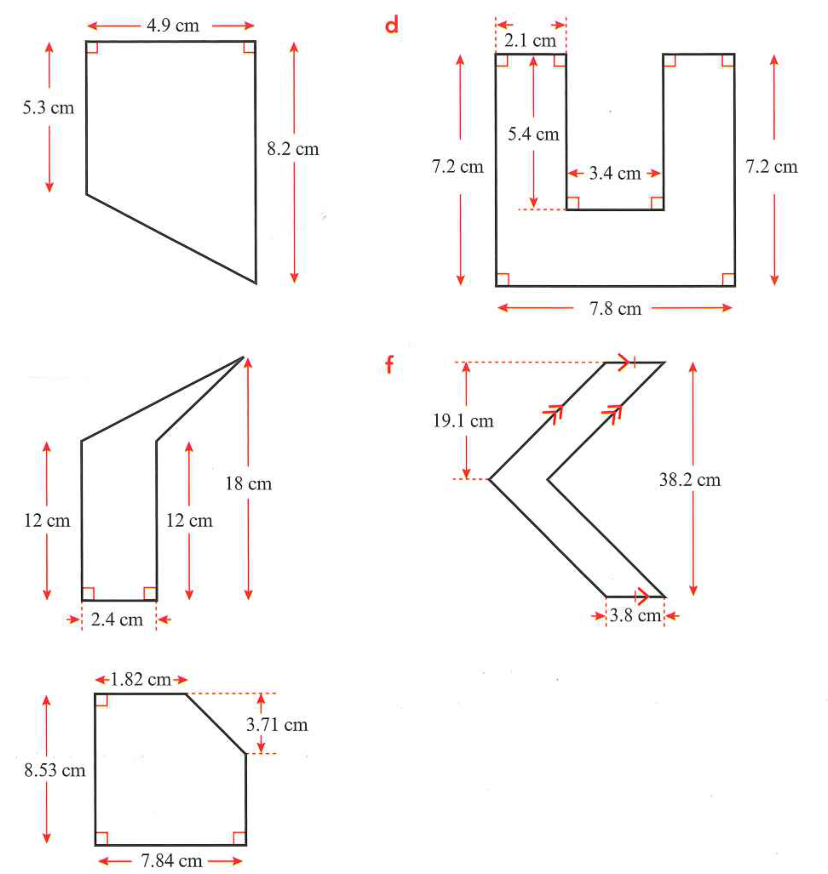 4.9 cm
5.3 cm
8.2 cm
d
2.1 cm
5.4 cm
7.2 cm
3.4 cm
7.2 cm
7.8 cm
18 cm
12 cm
12 cm
2.4 cm
f
19.1 cm
38.2 cm
3.8 cm
1.82 cm
3.71 cm
8.53 cm
7.84 cm